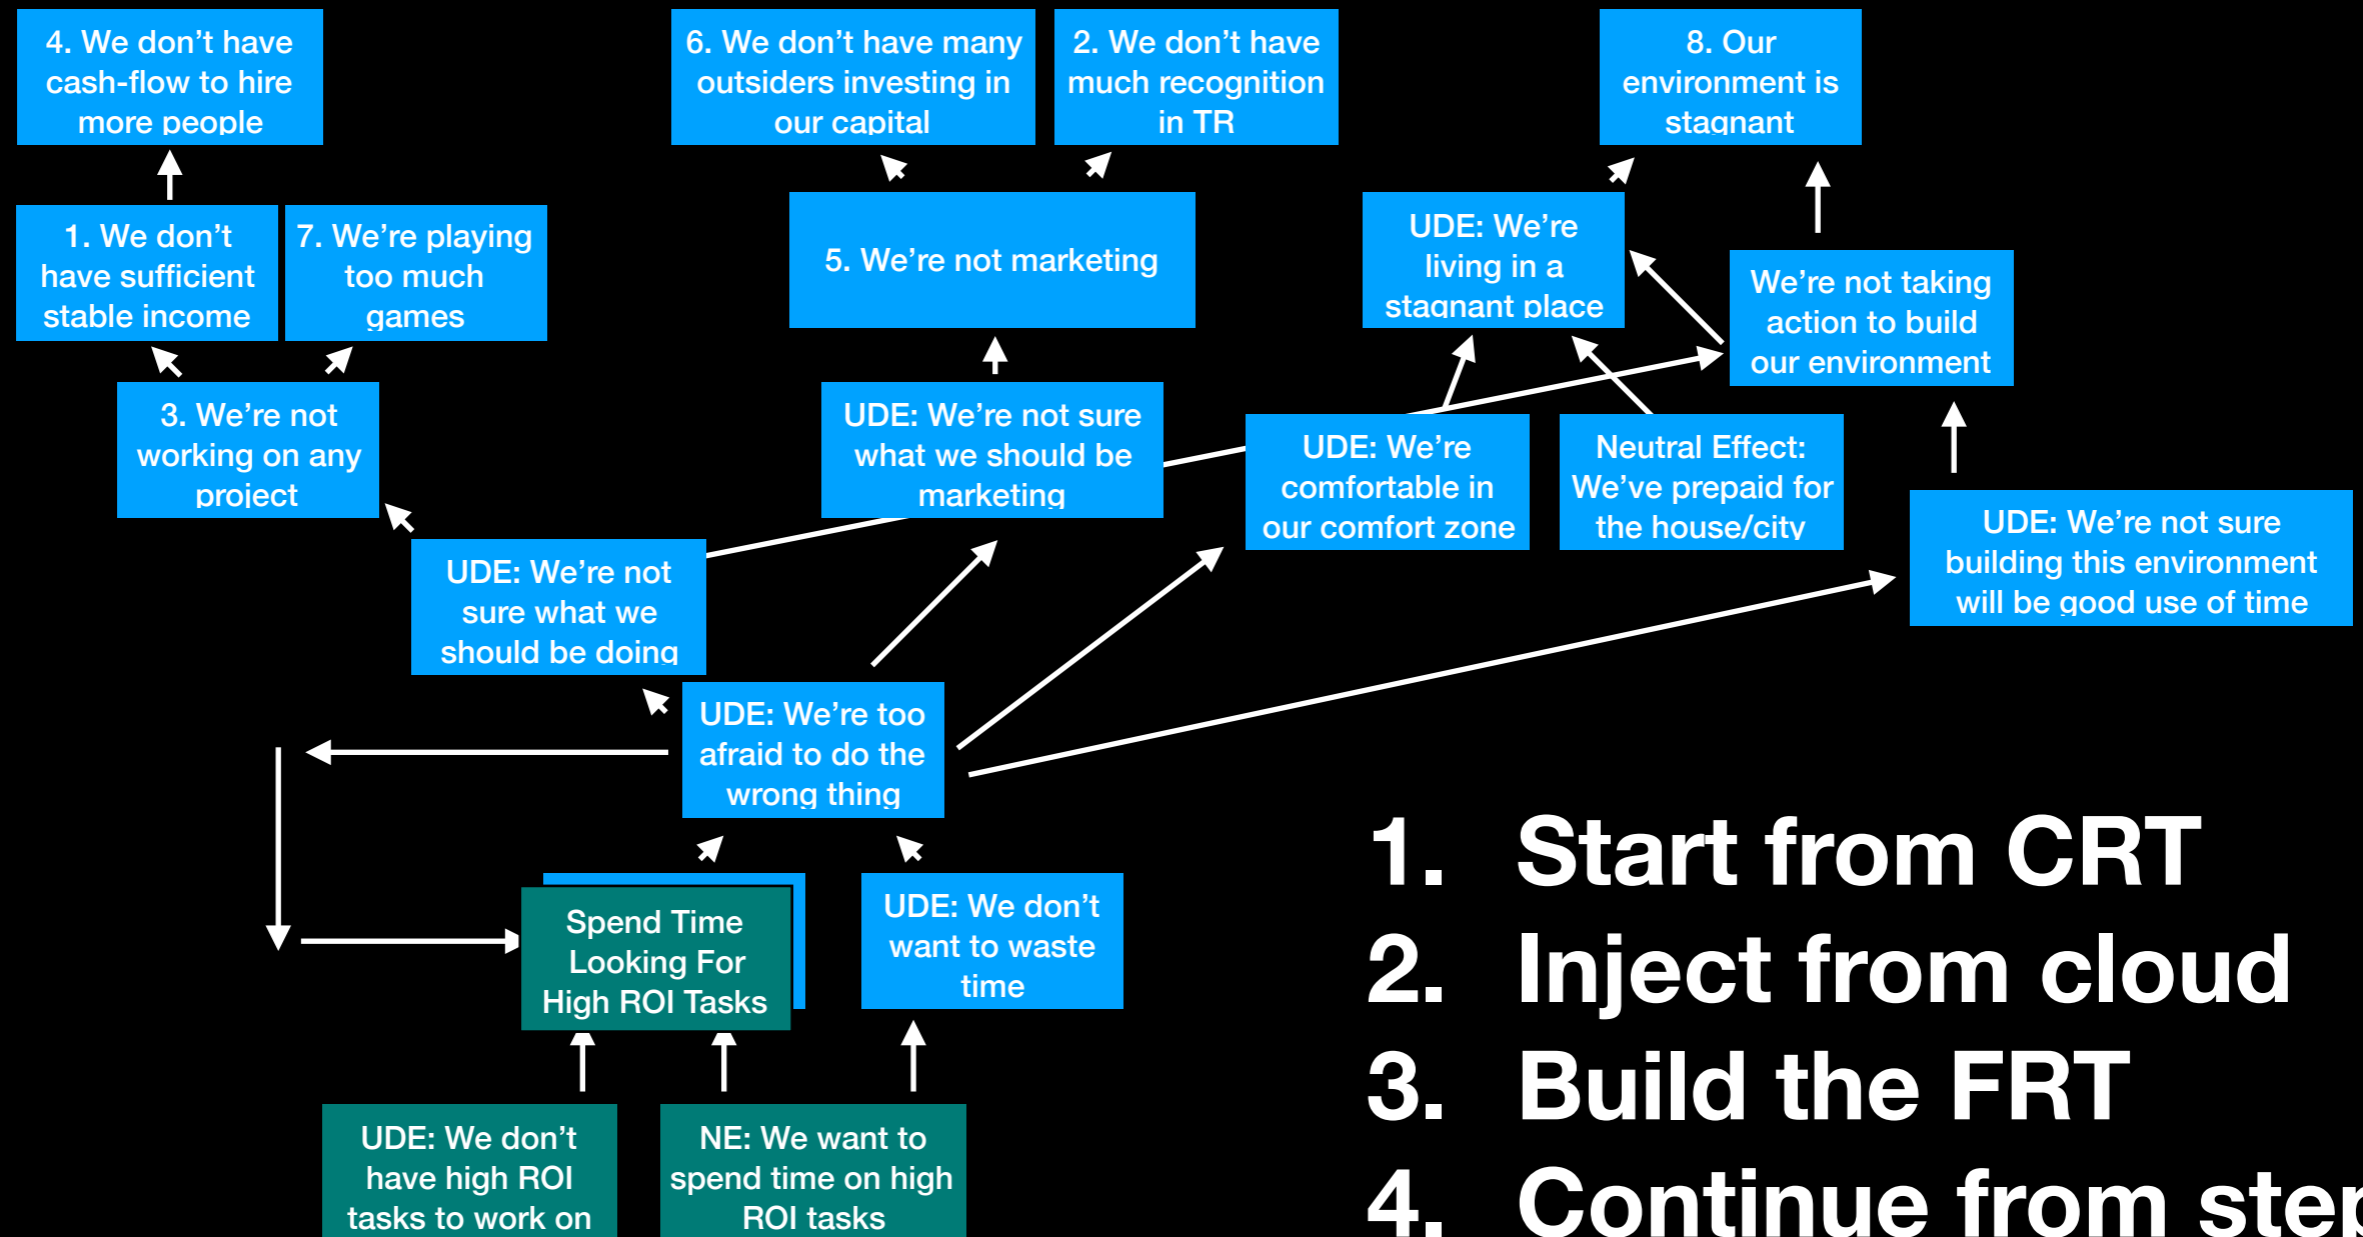 4. We don't have
cash-flow to hire
more people
6. We don't have many
outsiders investing in
our capital
2. We don't have
much recognition
in TR
8. Our
environment is
stagnant
1. We don't
have sufficient
stable income
7. We're playing
too much
games
5. We're not marketing
UDE: We're
living in a
stagnant place
We're not taking
action to build
our environment
3. We're not
working on any
project
UDE: We're not sure
what we should be
marketing
UDE: We're
comfortable in
our comfort zone
Neutral Effect:
We've prepaid for
the house/city
UDE: We're not sure
building this environment
will be good use of time
UDE: We're not
sure what we
should be doing
UDE: We're too
afraid to do the
wrong thing
Spend Time
Looking For
High ROI Tasks
UDE: We don't
want to waste
time
UDE: We don't
have high ROI
tasks to work on
NE: We want to
spend time on high
ROI tasks
1. Start from CRT
2. Inject from cloud
3. Build the FRT
4. Continue from step